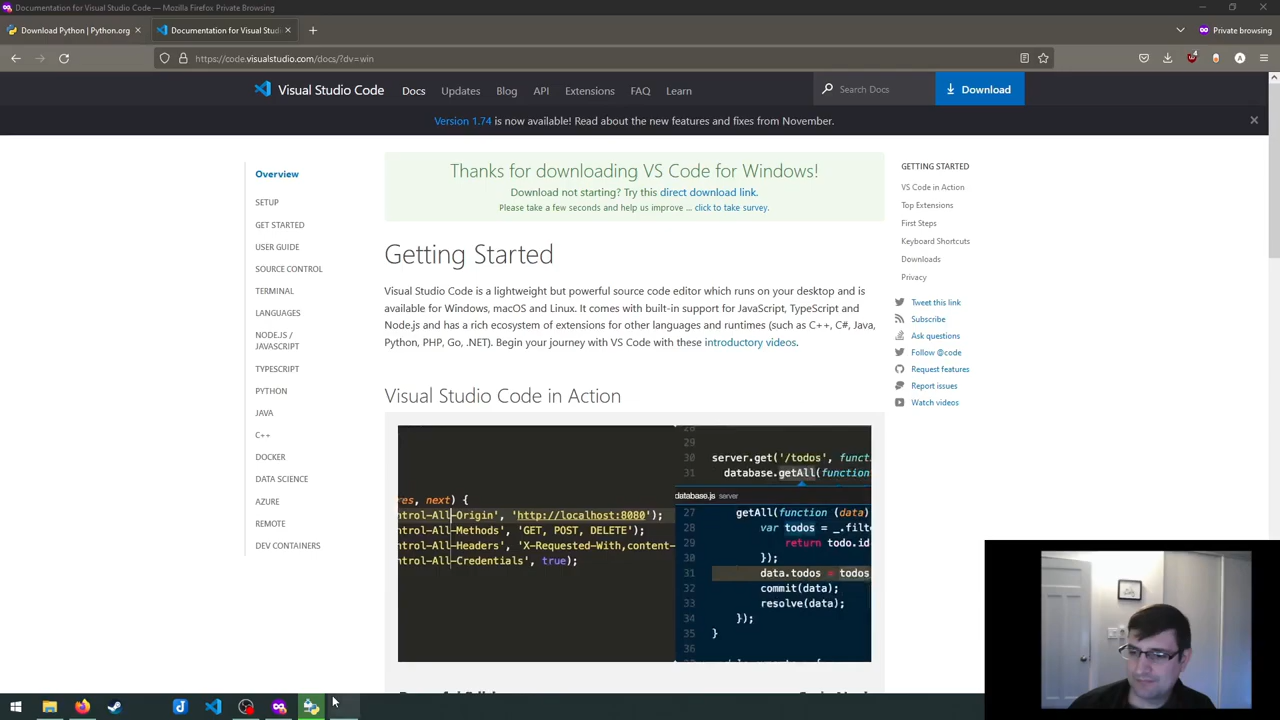 Documentation for Visual Studio Code — Mozilla Firefox Private Browsing
Download Python | Python.org
Documentation for Visual Stud
Private browsing
https://code.visualstudio.com/docs/?dv=win
Visual Studio Code
Docs
Updates
Blog
API
Extensions
FAQ
Learn
Search Docs
Download
Version 1.74 is now available! Read about the new features and fixes from November.
Overview
SETUP
GET STARTED
USER GUIDE
SOURCE CONTROL
TERMINAL
LANGUAGES
NODE.JS /
JAVASCRIPT
TYPESCRIPT
PYTHON
JAVA
C++
DOCKER
DATA SCIENCE
AZURE
REMOTE
DEV CONTAINERS
Thanks for downloading VS Code for Windows!
Download not starting? Try this direct download link.
Please take a few seconds and help us improve ... click to take survey.
Getting Started
Visual Studio Code is a lightweight but powerful source code editor which runs on your desktop and is
available for Windows, macOS and Linux. It comes with built-in support for JavaScript, TypeScript and
Node.js and has a rich ecosystem of extensions for other languages and runtimes (such as C++, C#, Java,
Python, PHP, Go, .NET). Begin your journey with VS Code with these introductory videos.
Visual Studio Code in Action
res, next) {
ntrol-All-Origin', 'http://localhost:8080');
ntrol-All-Methods', 'GET, POST, DELETE');
ntrol-All-Headers', 'X-Requested-With,content-
ntrol-All-Credentials', true);
28
29
30 server.get('/todos', functi
31 database.getAll(function
database.js server
27 getAll(function (data)
28 var todos = _.filt
29 return todo.id
30 });
31 data.todos = todos
32 commit(data);
33 resolve(data);
34 });
35 }
36
GETTING STARTED
VS Code in Action
Top Extensions
First Steps
Keyboard Shortcuts
Downloads
Privacy
Tweet this link
Subscribe
Ask questions
Follow @code
Request features
Report issues
Watch videos